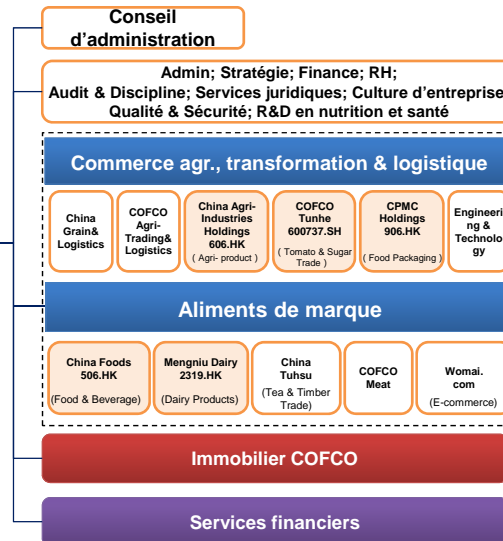 Conseil
d'administration
Admin; Stratégie; Finance; RH;
Audit & Discipline; Services juridiques; Culture d'entreprise
Qualité & Sécurité; R&D en nutrition et santé
Commerce agr., transformation & logistique
China
Grain&
Logistics
COFCO
Agri-
Trading&
Logistics
China Agri-
Industries
Holdings
606.HK
( Agri- product )
COFCO
Tunhe
600737.SH
( Tomato & Sugar
Trade )
CPMC
Holdings
906.HK
( Food Packaging )
Engineeri
ng &
Technolo
gy
Aliments de marque
China Foods
506.HK
(Food & Beverage)
Mengniu Dairy
2319.HK
(Dairy Products)
China
Tuhsu
(Tea & Timber
Trade)
COFCO
Meat
Womai.
com
(E-commerce)
Immobilier COFCO
Services financiers